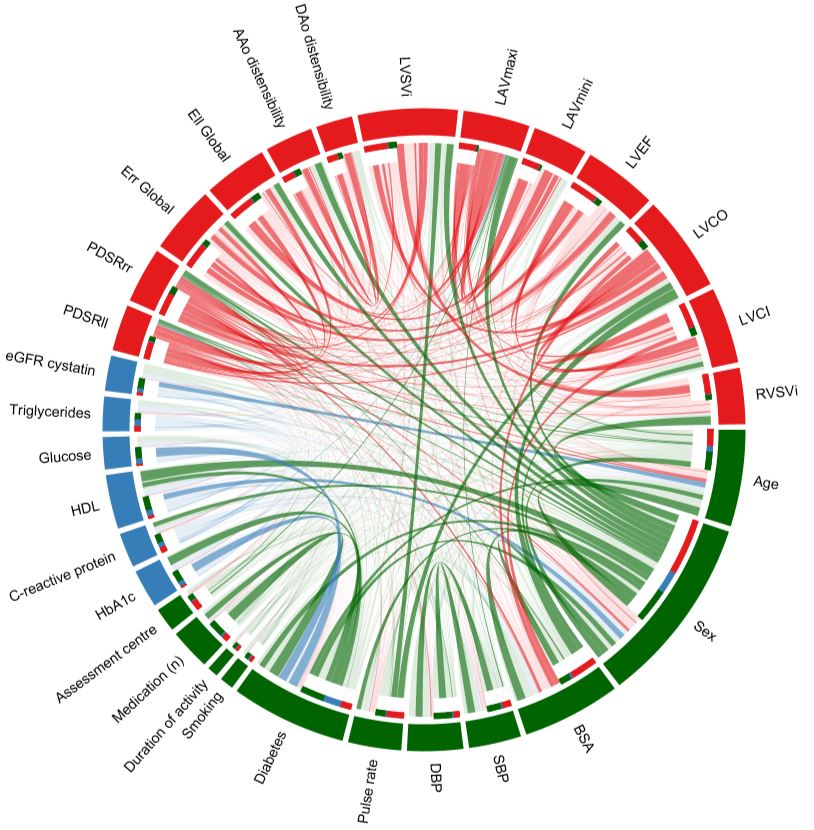 DAo distensibility
LVSVi
LAVmaxi
LAVmini
LVEF
LVCO
LVCI
RVSVi
Age
Sex
BSA
SBP
DBP
Pulse rate
Diabetes
Smoking
Duration of activity
Medication (n)
Assessment centre
HbA1c
C-reactive protein
HDL
Glucose
Triglycerides
eGFR cystatin
PDSRll
PDSRrr
Err Global
Ell Global
AAo distensibility